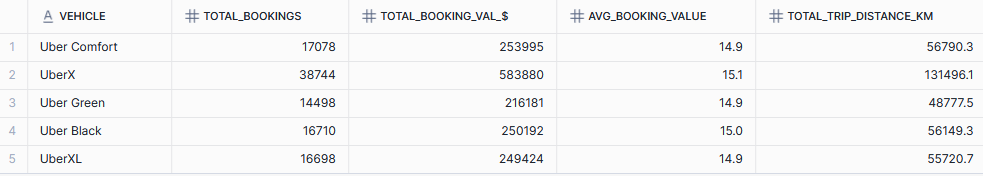 A VEHICLE # TOTAL_BOOKINGS # TOTAL_BOOKING_VAL_$ # AVG_BOOKING_VALUE # TOTAL_TRIP_DISTANCE_KM
1 Uber Comfort 17078 253995 14.9 56790.3
2 UberX 38744 583880 15.1 131496.1
3 Uber Green 14498 216181 14.9 48777.5
4 Uber Black 16710 250192 15.0 56149.3
5 UberXL 16698 249424 14.9 55720.7